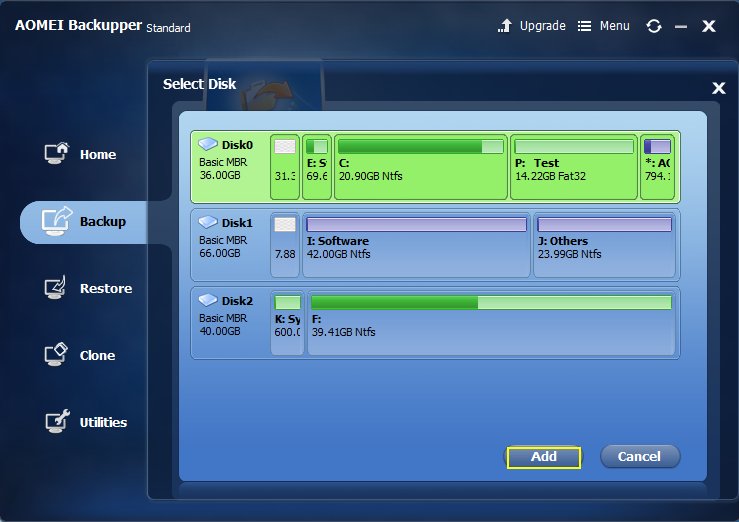 AOMEI Backupper Standard
Upgrade
Menu
Select Disk
Home
Backup
Restore
Clone
Utilities
Disk0
Basic MBR
36.00GB
31.3
E: Sy
69.6
C:
20.90GB Ntfs
P: Test
14.22GB Fat32
*: AO
794.1
Disk1
Basic MBR
66.00GB
7.88
I: Software
42.00GB Ntfs
J: Others
23.99GB Ntfs
Disk2
Basic MBR
40.00GB
K: Sy
600.0
F:
39.41GB Ntfs
Add
Cancel